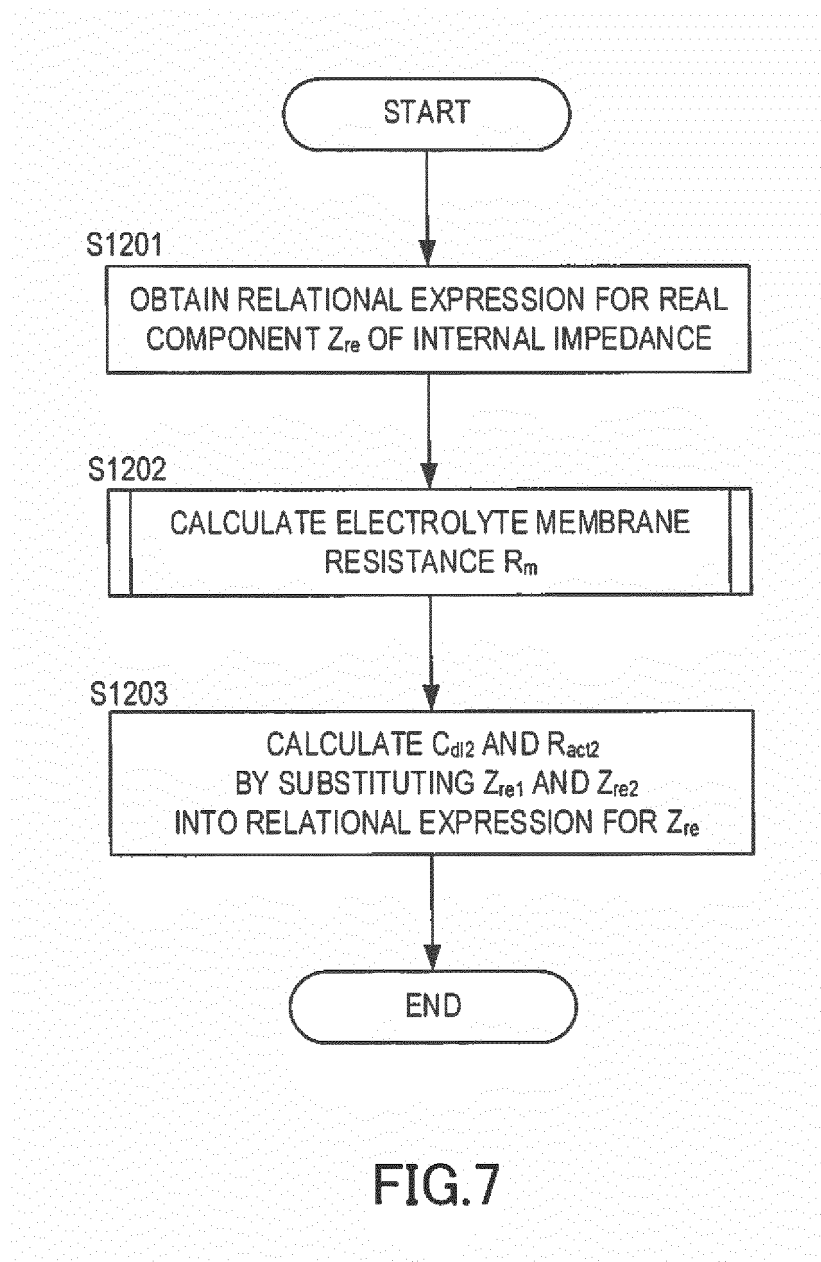 START
S1201
OBTAIN RELATIONAL EXPRESSION FOR REAL
COMPONENT Zre OF INTERNAL IMPEDANCE
S1202
CALCULATE ELECTROLYTE MEMBRANE
RESISTANCE Rm
S1203
CALCULATE Cdl2 AND Ract2
BY SUBSTITUTING Zre1 AND Zre2
INTO RELATIONAL EXPRESSION FOR Zre
END
FIG.7